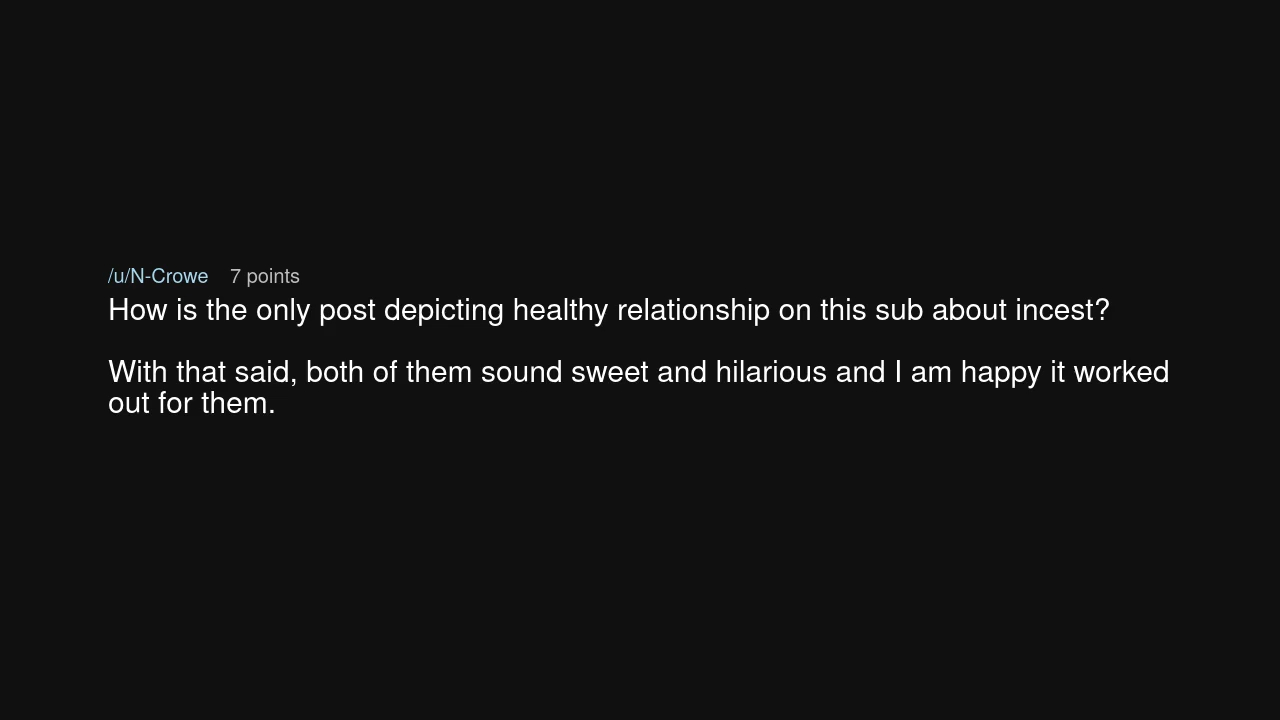 /u/N-Crowe 7 points
How is the only post depicting healthy relationship on this sub about incest?
With that said, both of them sound sweet and hilarious and I am happy it worked
out for them.